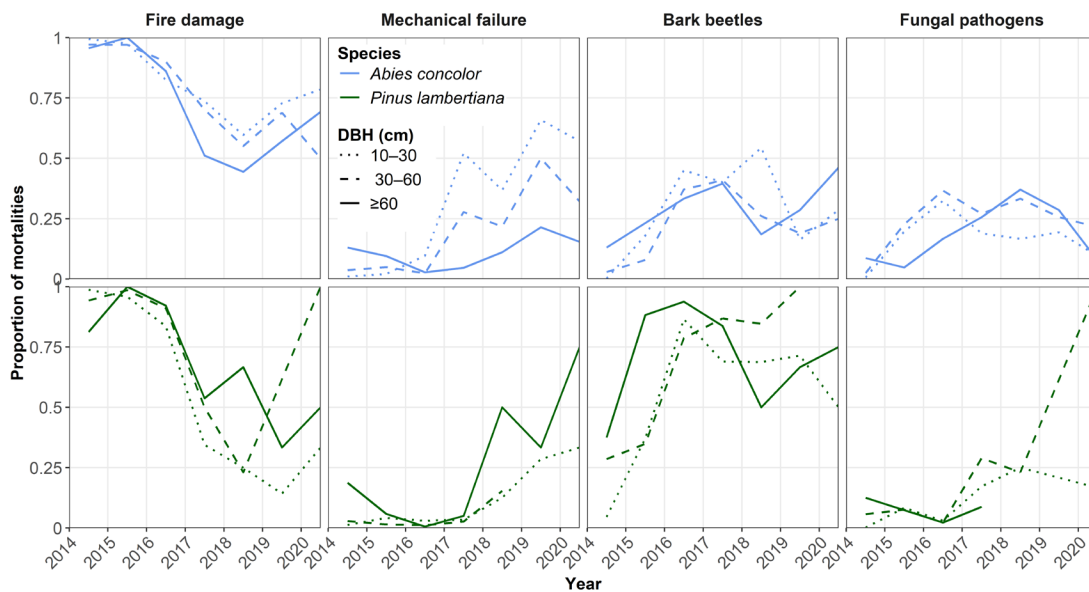 Fire damage Mechanical failure Bark beetles Fungal pathogens
Species
Abies concolor
Pinus lambertiana
DBH (cm)
10–30
30–60
≥60
Proportion of mortalities
1
0.75
0.5
0.25
0
1
0.75
0.5
0.25
0
2014 2015 2016 2017 2018 2019 2020 2014 2015 2016 2017 2018 2019 2020 2014 2015 2016 2017 2018 2019 2020 2014 2015 2016 2017 2018 2019 2020
Year